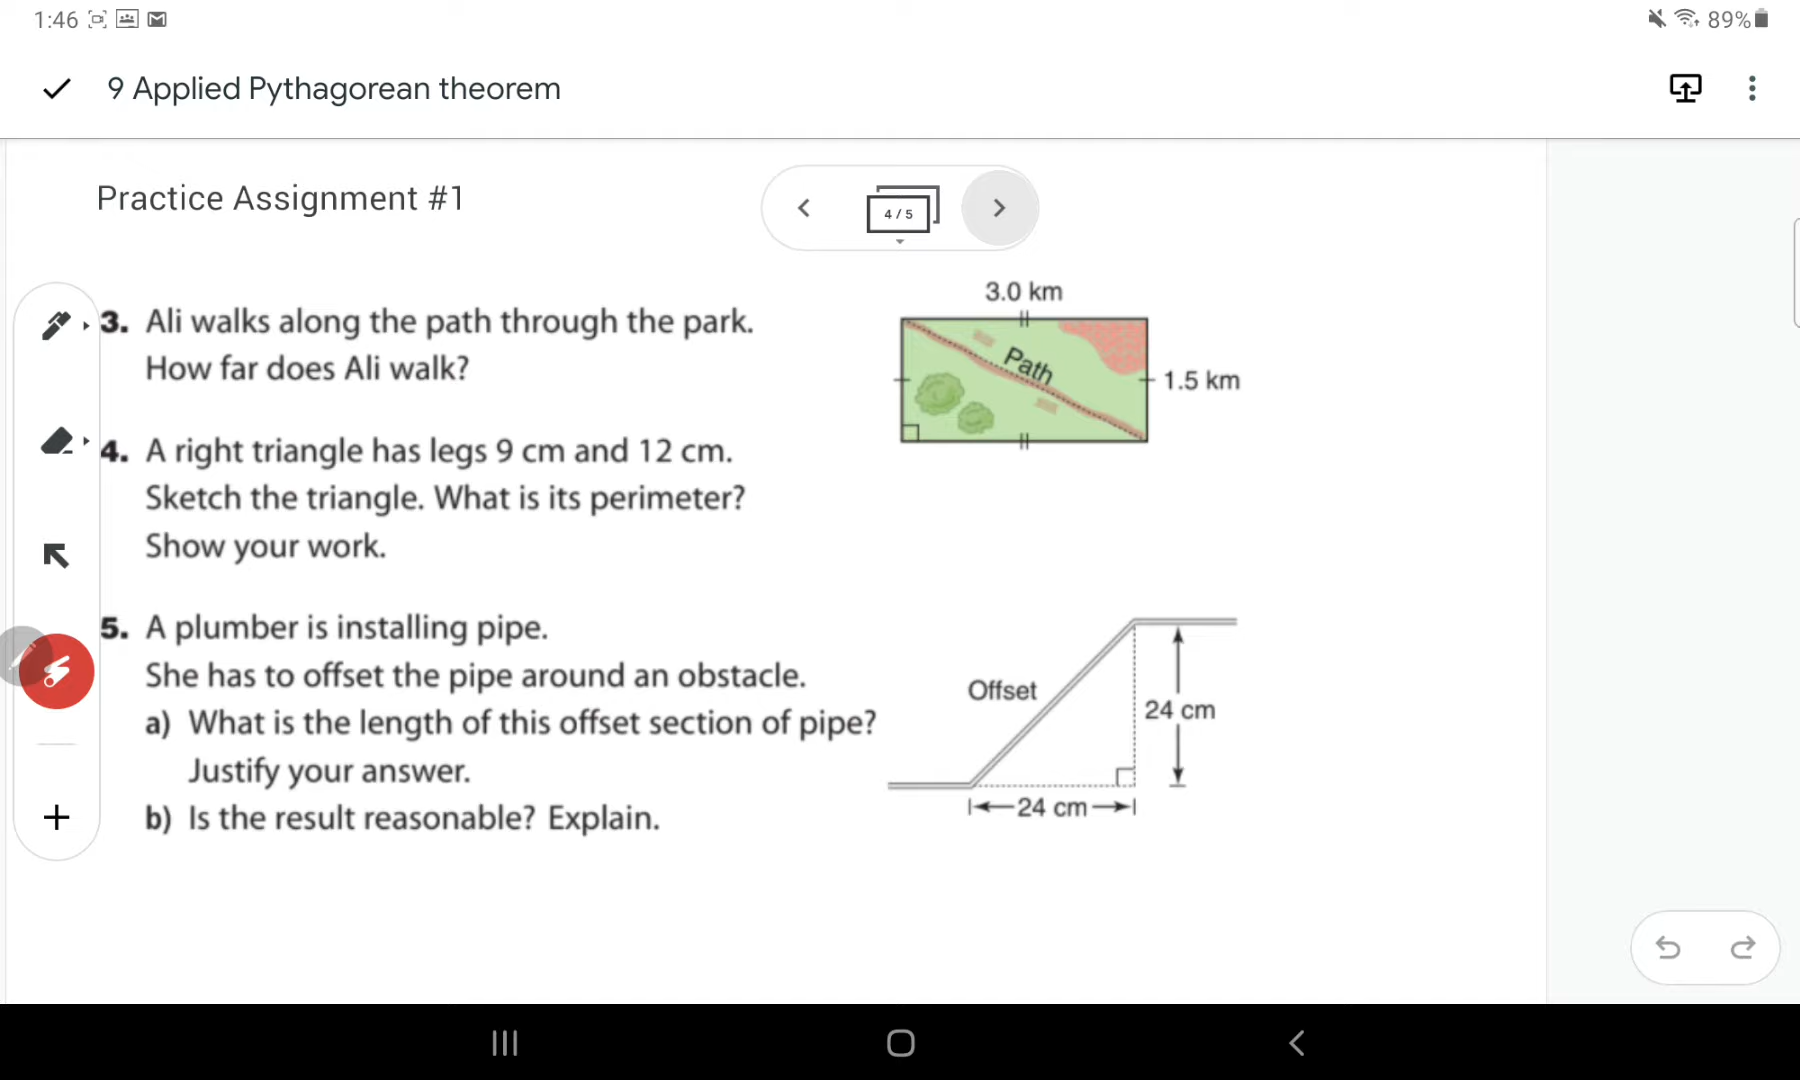 1:46
89%
9 Applied Pythagorean theorem
Practice Assignment #1
4 / 5
3. Ali walks along the path through the park.
How far does Ali walk?
3.0 km
Path
1.5 km
4. A right triangle has legs 9 cm and 12 cm.
Sketch the triangle. What is its perimeter?
Show your work.
5. A plumber is installing pipe.
She has to offset the pipe around an obstacle.
a) What is the length of this offset section of pipe?
Justify your answer.
b) Is the result reasonable? Explain.
Offset
24 cm
24 cm